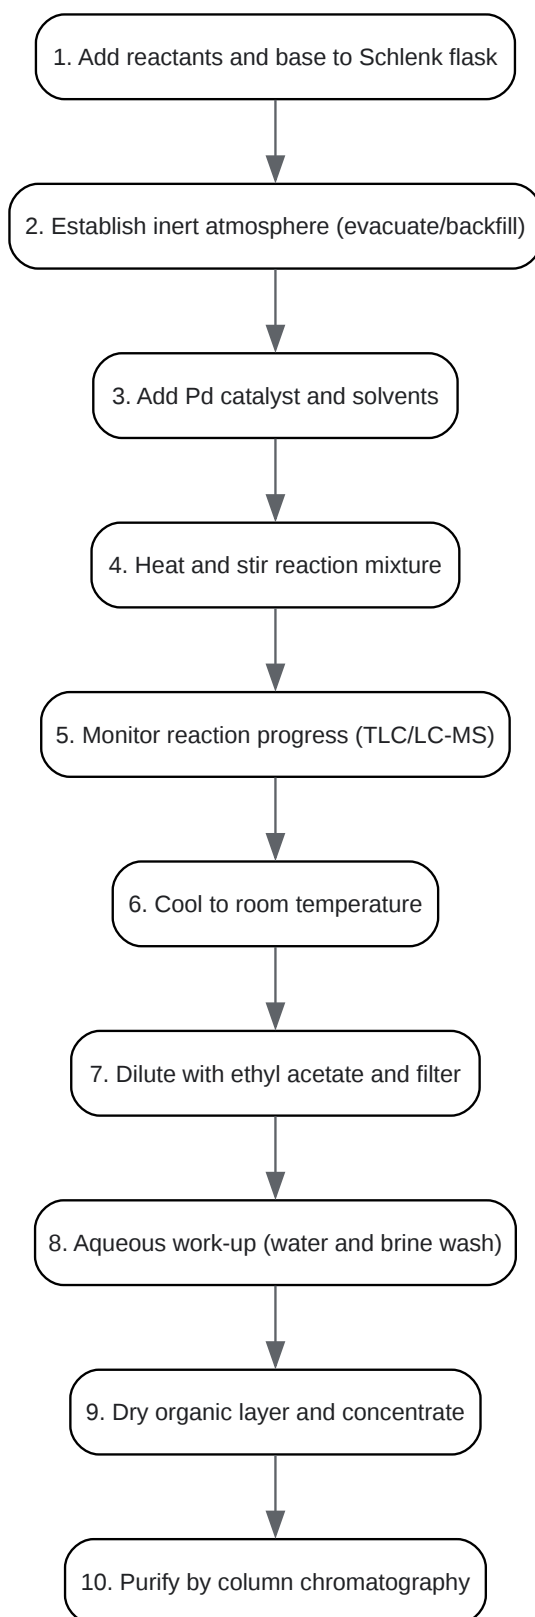 1. Add reactants and base to Schlenk flask
2. Establish inert atmosphere (evacuate/backfill)
3. Add Pd catalyst and solvents
4. Heat and stir reaction mixture
5. Monitor reaction progress (TLC/LC-MS)
6. Cool to room temperature
7. Dilute with ethyl acetate and filter
8. Aqueous work-up (water and brine wash)
9. Dry organic layer and concentrate
10. Purify by column chromatography